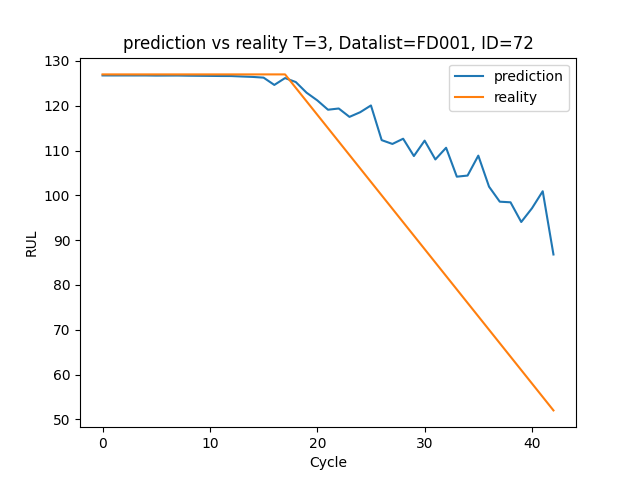 prediction vs reality T=3, Datalist=FD001, ID=72
prediction
reality
130
120
110
100
90
80
70
60
50
RUL
0 10 20 30 40
Cycle